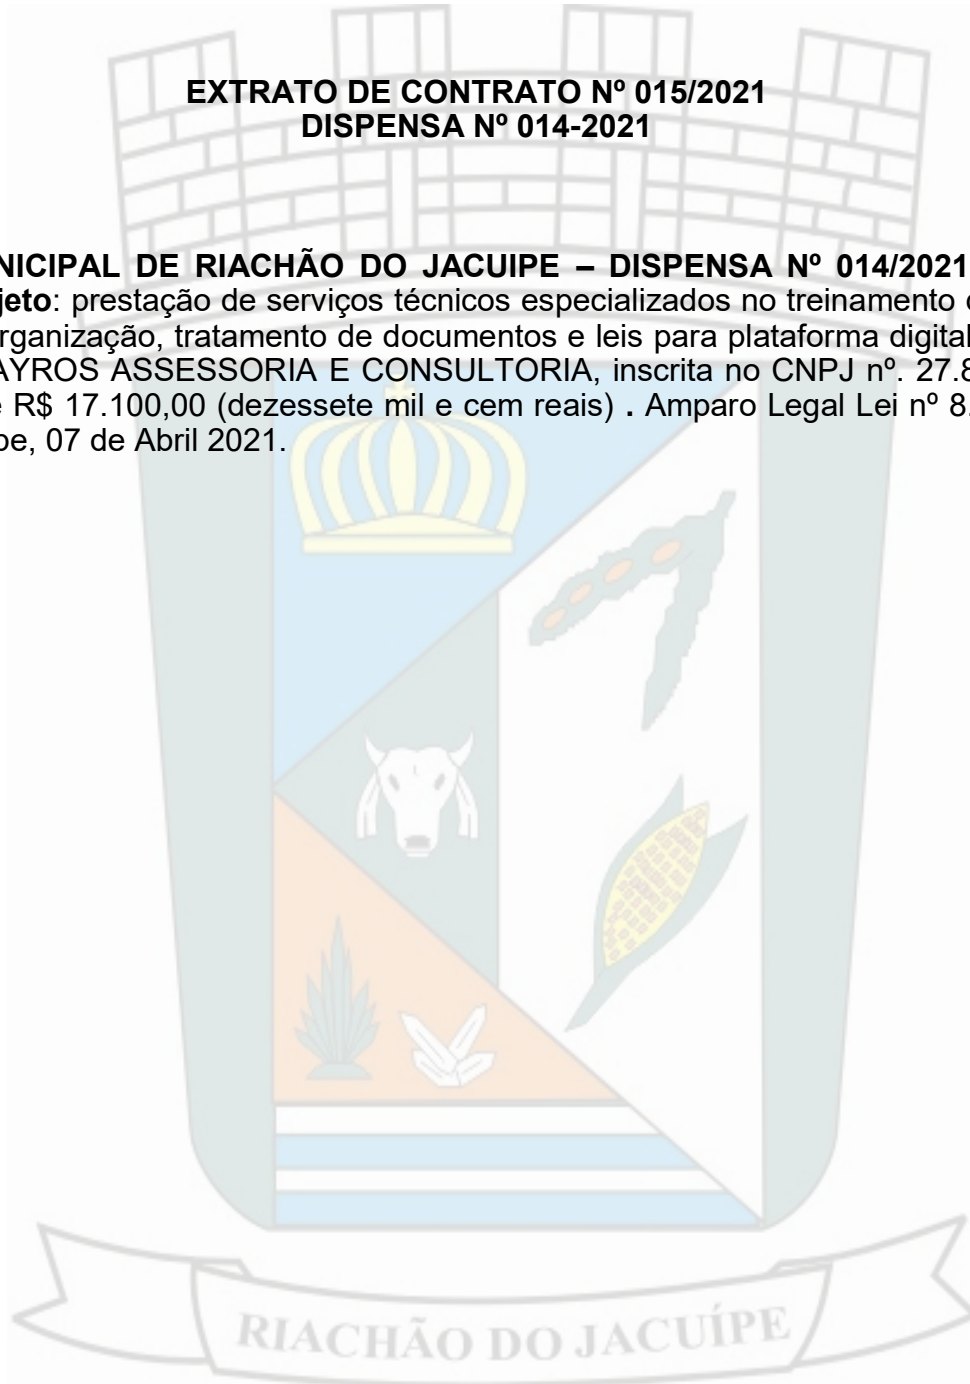 EXTRATO DE CONTRATO Nº 015/2021
DISPENSA Nº 014-2021
NICIPAL DE RIACHÃO DO JACUIPE – DISPENSA Nº 014/2021
jeto: prestação de serviços técnicos especializados no treinamento
rganização, tratamento de documentos e leis para plataforma digital
AYROS ASSESSORIA E CONSULTORIA, inscrita no CNPJ nº. 27.8
R$ 17.100,00 (dezessete mil e cem reais) . Amparo Legal Lei nº 8.
pe, 07 de Abril 2021.
RIACHÃO DO JACUÍPE